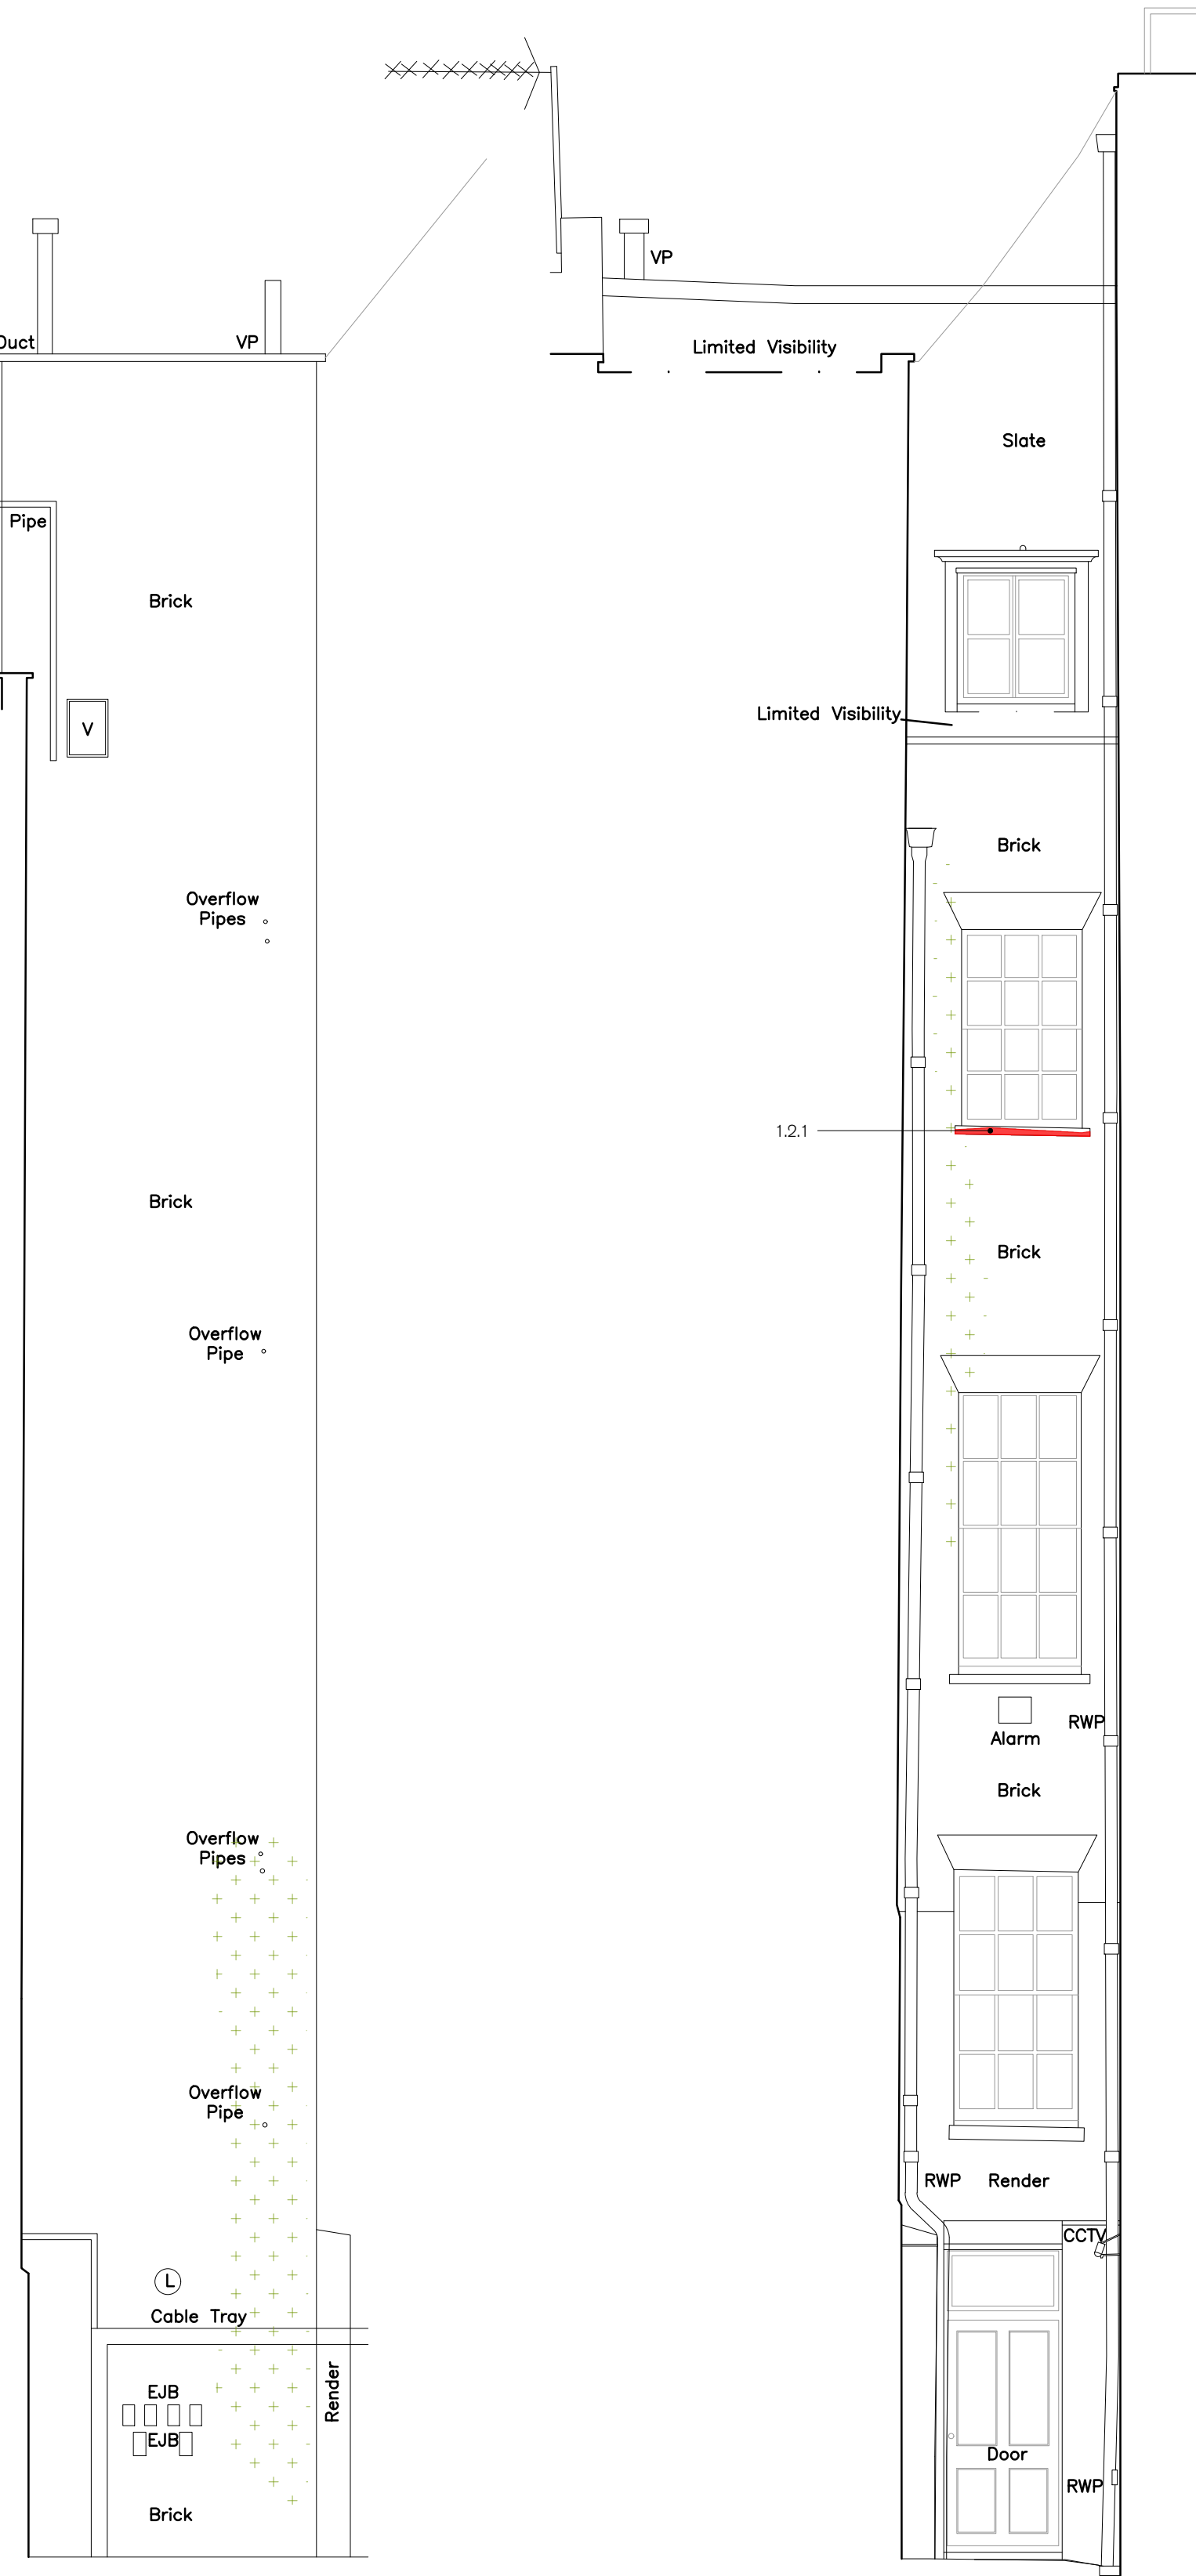 VP
Duct
VP
Limited Visibility
Slate
Pipe
Brick
Limited Visibility
V
Brick
Overflow
Pipes
1.2.1
Brick
Brick
Overflow
Pipe
RWP
Alarm
Brick
Overflow
Pipes
Overflow
Pipe
RWP Render
CCTV
L
Cable Tray
Render
EJB
EJB
Door
RWP
Brick